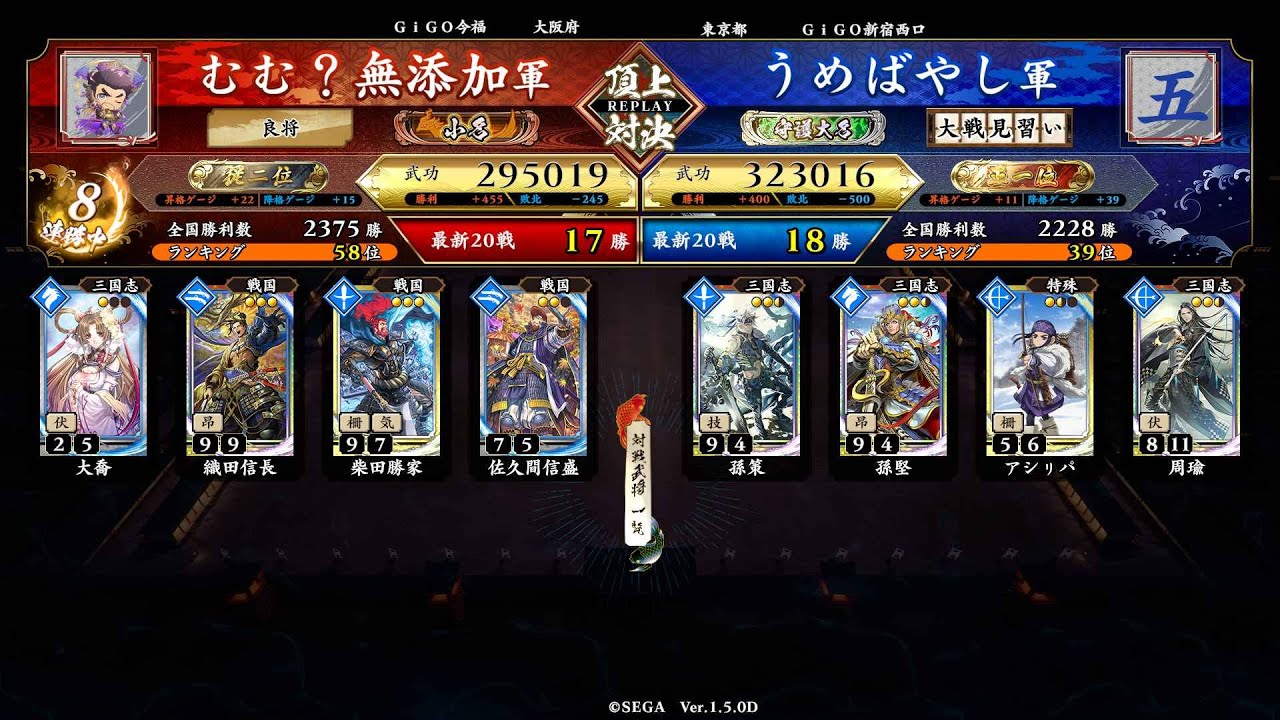 GiGO今福 大阪府
東京都 GiGO新宿西口
むむ？無添加軍
頂上
REPLAY
対決
うめばやし軍
五
良将
大戦見習い
従二位
武功 295019
武功 323016
正一位
昇格ゲージ +22 降格ゲージ +15
勝利 +455 敗北 -245
勝利 +400 敗北 -500
昇格ゲージ +11 降格ゲージ +39
8
連勝中
全国勝利数 2375勝
ランキング 58位
最新20戦 17勝
最新20戦 18勝
全国勝利数 2228勝
ランキング 39位
三国志 戦国 戦国 戦国 三国志 三国志 特殊 三国志
伏 昂 柵 気 技 昂 柵 伏
2 5 9 9 9 7 7 5 9 4 9 4 5 6 8 11
大喬 織田信長 柴田勝家 佐久間信盛 孫策 孫堅 アシㇼパ 周瑜
対戦武将一覧
©SEGA Ver.1.5.0D